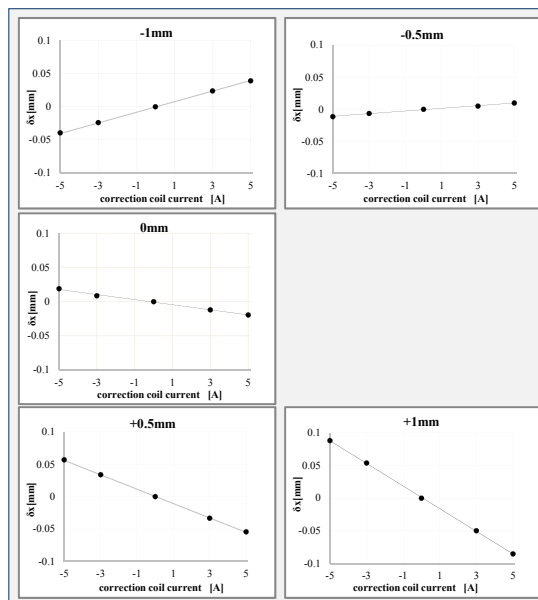 -1mm
0.1
0.05
0
-0.05
-0.1
δx[mm]
-5 -3 -1 1 3 5
correction coil current [A]
-0.5mm
0.1
0.05
0
-0.05
-0.1
δx[mm]
-5 -3 -1 1 3 5
correction coil current [A]
0mm
0.1
0.05
0
-0.05
-0.1
δx[mm]
-5 -3 -1 1 3 5
correction coil current [A]
+0.5mm
0.1
0.05
0
-0.05
-0.1
δx[mm]
-5 -3 -1 1 3 5
correction coil current [A]
+1mm
0.1
0.05
0
-0.05
-0.1
δx[mm]
-5 -3 -1 1 3 5
correction coil current [A]